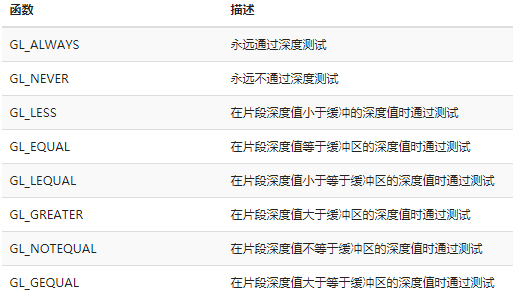 函数 描述
GL_ALWAYS 永远通过深度测试
GL_NEVER 永远不通过深度测试
GL_LESS 在片段深度值小于缓冲的深度值时通过测试
GL_EQUAL 在片段深度值等于缓冲区的深度值时通过测试
GL_LEQUAL 在片段深度值小于等于缓冲区的深度值时通过测试
GL_GREATER 在片段深度值大于缓冲区的深度值时通过测试
GL_NOTEQUAL 在片段深度值不等于缓冲区的深度值时通过测试
GL_GEQUAL 在片段深度值大于等于缓冲区的深度值时通过测试